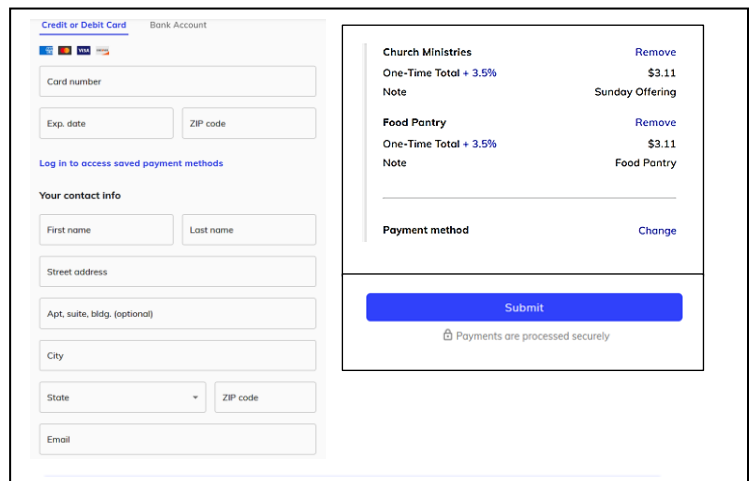 Credit or Debit Card Bank Account
VISA
Card number
Exp. date ZIP code
Log in to access saved payment methods
Your contact info
First name Last name
Street address
Apt, suite, bldg. (optional)
City
State ZIP code
Email
Church Ministries Remove
One-Time Total + 3.5% $3.11
Note Sunday Offering
Food Pantry Remove
One-Time Total + 3.5% $3.11
Note Food Pantry
Payment method Change
Submit
Payments are processed securely